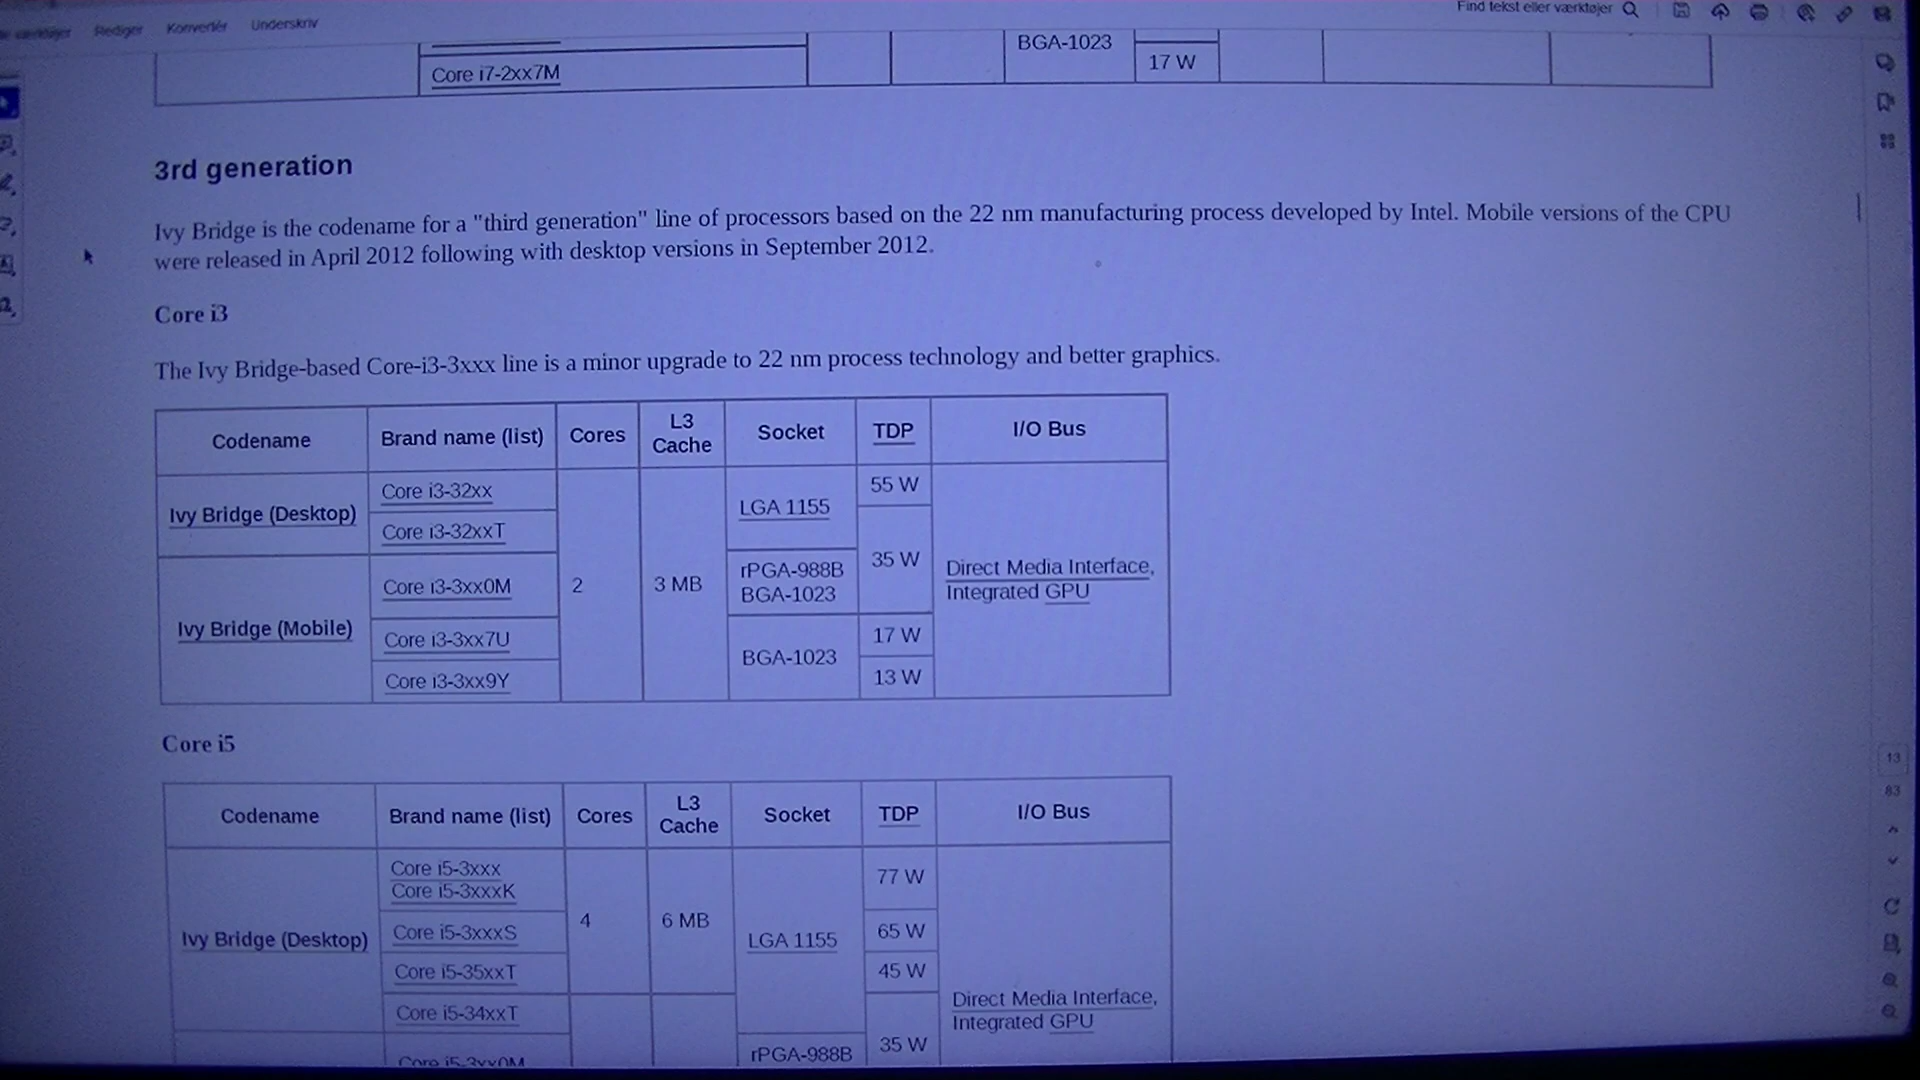 Rediger Konvertér Underskriv
Find tekst eller værktøjer
Core i7-2xx7M
BGA-1023
17 W
3rd generation
Ivy Bridge is the codename for a "third generation" line of processors based on the 22 nm manufacturing process developed by Intel. Mobile versions of the CPU
were released in April 2012 following with desktop versions in September 2012.
Core i3
The Ivy Bridge-based Core-i3-3xxx line is a minor upgrade to 22 nm process technology and better graphics.
Codename Brand name (list) Cores L3 Cache Socket TDP I/O Bus
Ivy Bridge (Desktop)
Core i3-32xx
Core i3-32xxT
Ivy Bridge (Mobile)
Core i3-3xx0M
Core i3-3xx7U
Core i3-3xx9Y
2
3 MB
LGA 1155
rPGA-988B
BGA-1023
BGA-1023
55 W
35 W
17 W
13 W
Direct Media Interface,
Integrated GPU
Core i5
Codename Brand name (list) Cores L3 Cache Socket TDP I/O Bus
Ivy Bridge (Desktop)
Core i5-3xxx
Core i5-3xxxK
Core i5-3xxxS
Core i5-35xxT
Core i5-34xxT
Core i5-3xx0M
4
6 MB
LGA 1155
rPGA-988B
77 W
65 W
45 W
35 W
Direct Media Interface,
Integrated GPU
13
83